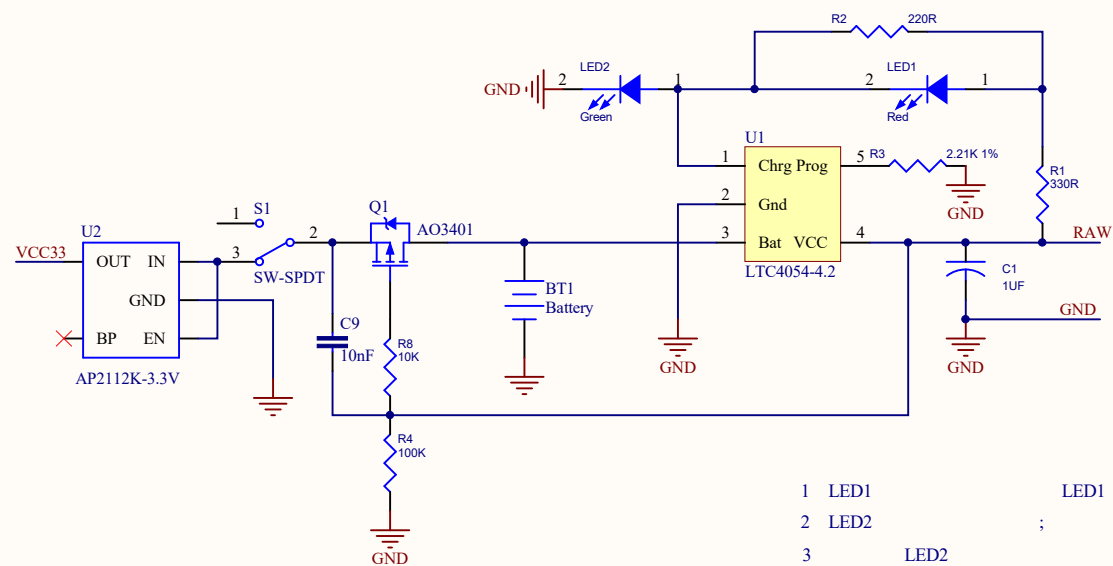 R2 220R
LED2 LED1
GND 2 1 2 1
Green Red
U1
1 Chrg Prog 5 R3 2.21K 1%
R1
330R
2 Gnd
GND
S1 Q1
1 AO3401
U2
2 3 Bat VCC 4 RAW
VCC33 OUT IN 3
SW-SPDT LTC4054-4.2
C1
1UF
GND BT1
Battery
GND
BP EN
C9
10nF
R8
10K
GND GND
AP2112K-3.3V
R4
100K
1 LED1 LED1
2 LED2 ;
3 LED2
GND